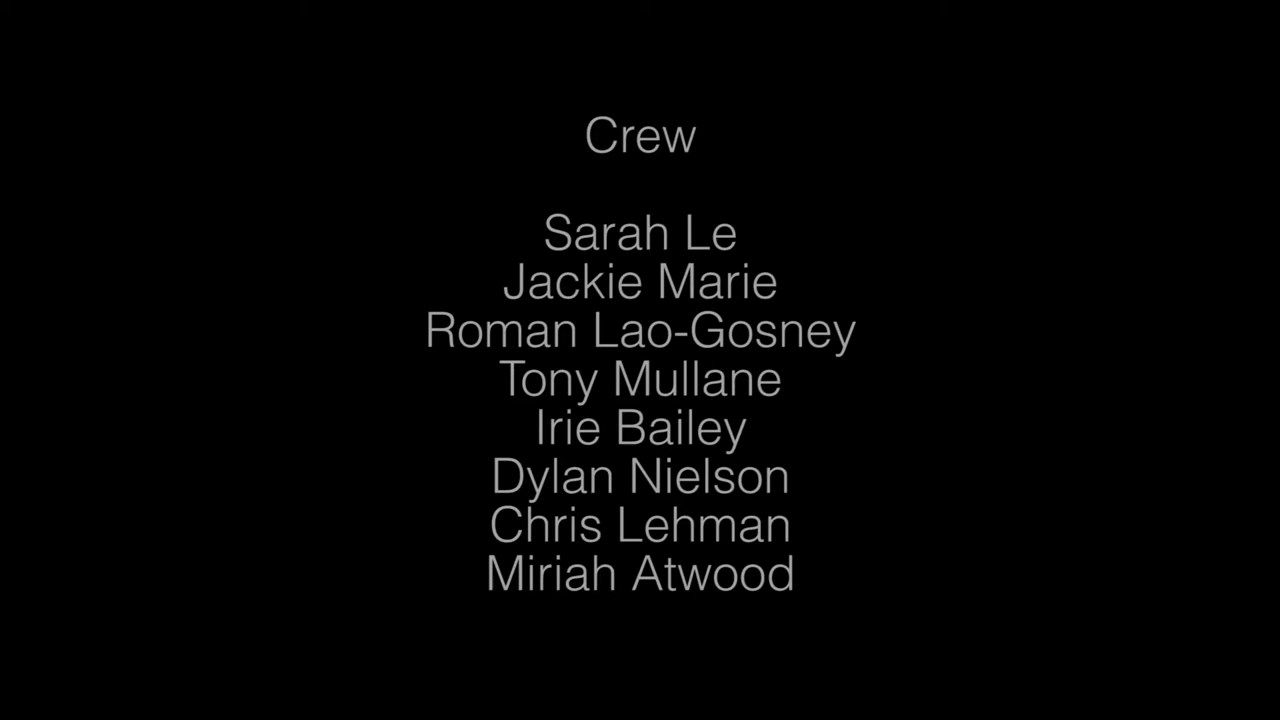 Crew
Sarah Le
Jackie Marie
Roman Lao-Gosney
Tony Mullane
Irie Bailey
Dylan Nielson
Chris Lehman
Miriah Atwood